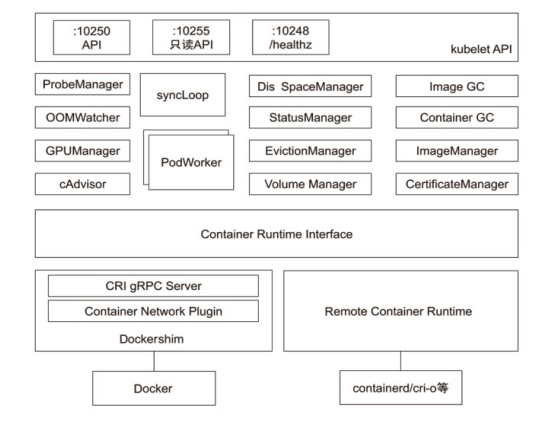 :10250
API
:10255
只读API
:10248
/healthz
kubelet API
ProbeManager
OOMWatcher
GPUManager
cAdvisor
syncLoop
PodWorker
Dis SpaceManager
StatusManager
EvictionManager
Volume Manager
Image GC
Container GC
ImageManager
CertificateManager
Container Runtime Interface
CRI gRPC Server
Container Network Plugin
Dockershim
Remote Container Runtime
Docker
containerd/cri-o等